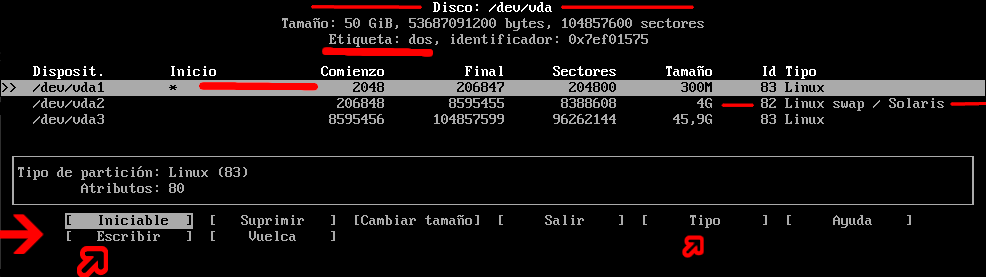 Disco: /dev/vda
Tamaño: 50 GiB, 53687091200 bytes, 104857600 sectores
Etiqueta: dos, identificador: 0x7ef01575
Disposit. Inicio Comienzo Final Sectores Tamaño Id Tipo
>> /dev/vda1 * 2048 206847 204800 300M 83 Linux
/dev/vda2 206848 8595455 8388608 4G 82 Linux swap / Solaris
/dev/vda3 8595456 104857599 96262144 45,9G 83 Linux
Tipo de partición: Linux (83)
Atributos: 80
[ Iniciable ] [ Suprimir ] [Cambiar tamaño] [ Salir ] [ Tipo ] [ Ayuda ]
[ Escribir ] [ Vuelca ]